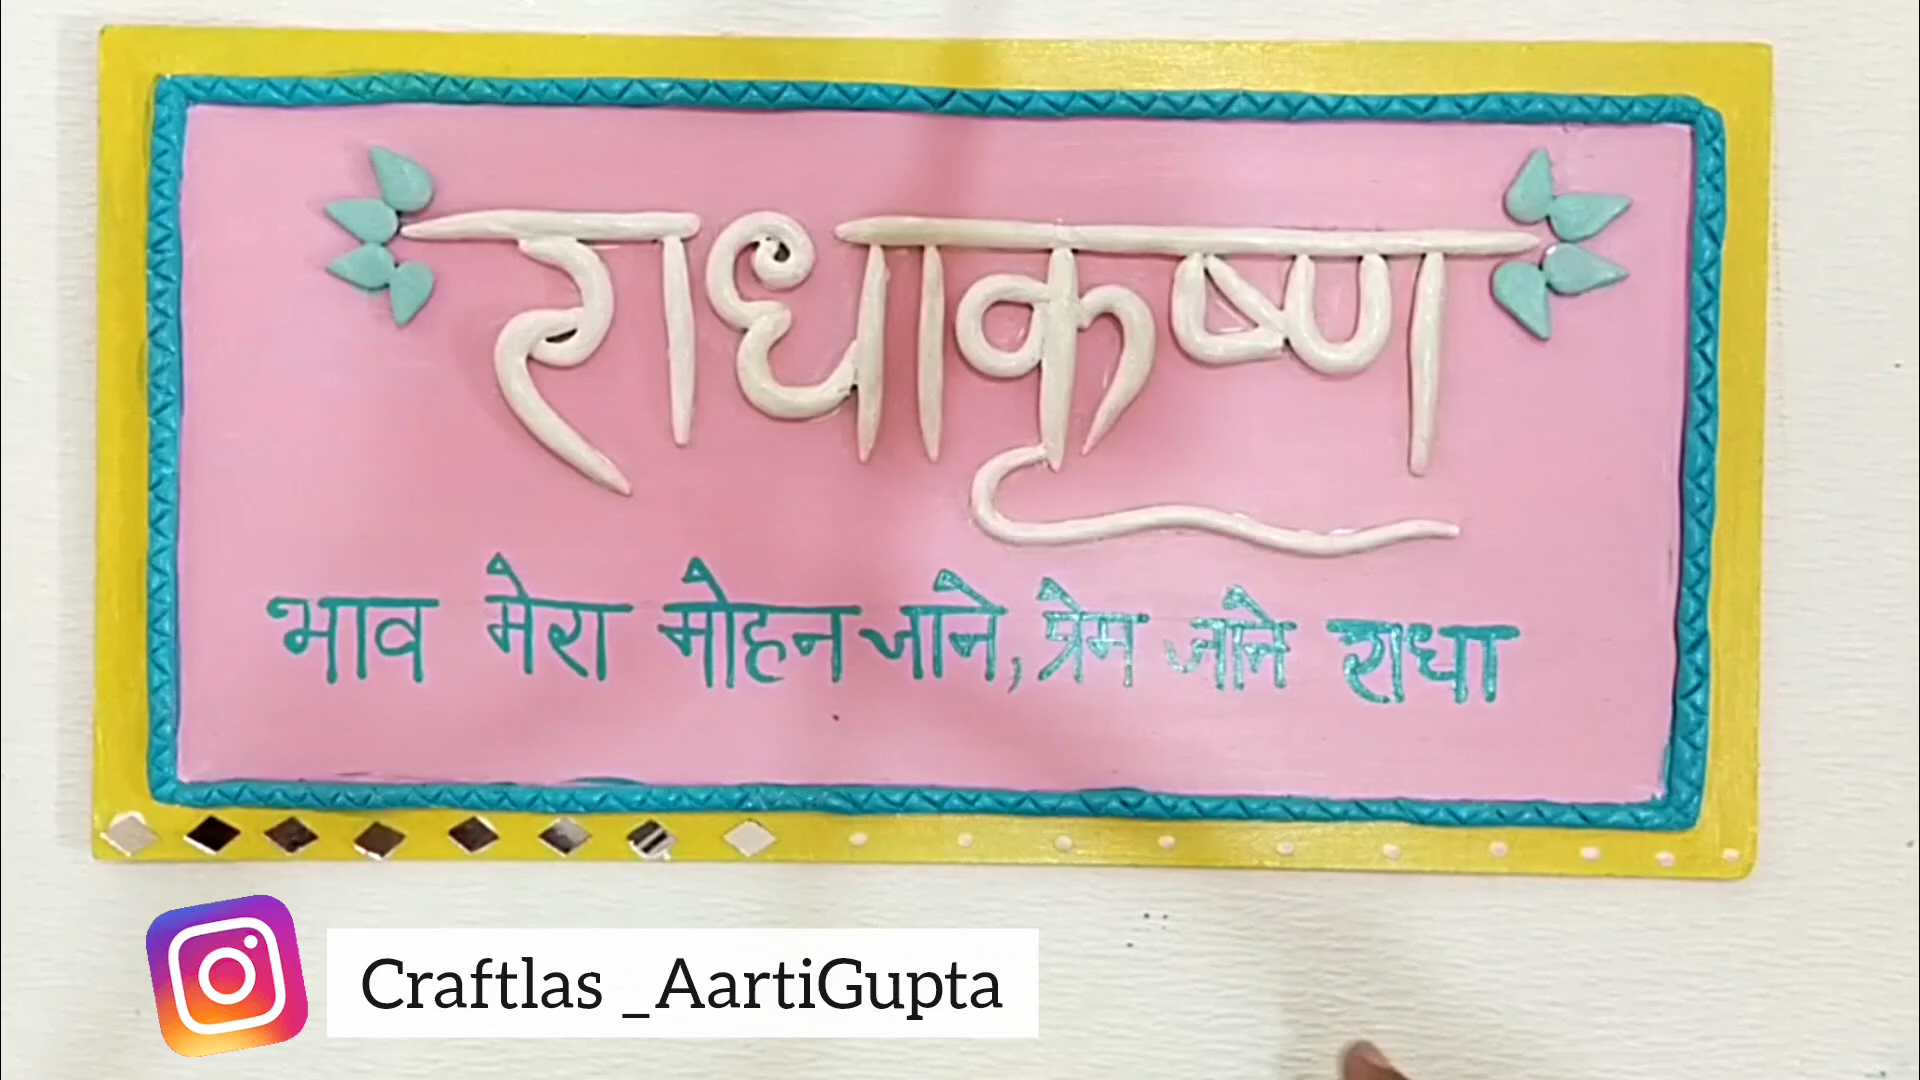 राधाकृष्ण
भाव मेरा मोहन जाने, प्रेम जाने राधा
Craftlas _AartiGupta